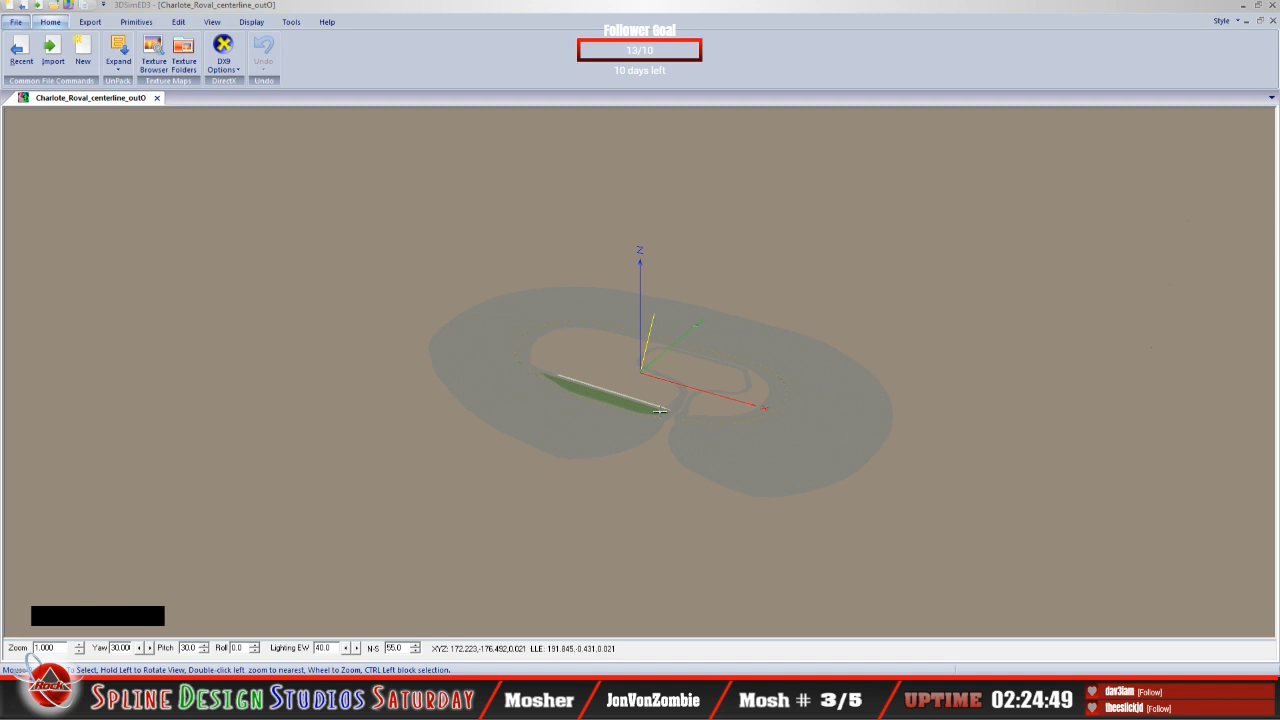 3DSimED3 - [Charlote_Roval_centerline_outO]
File Home Export Primitives Edit View Display Tools Help Style
Follower Goal
13/10
10 days left
Recent Import New Expand Texture Browser Texture Folders DX9 Options Undo
Common File Commands UnPack Texture Maps DirectX Undo
Charlote_Roval_centerline_outO
Z
X
Zoom 1.000 Yaw 30.00 Pitch 30.0 Roll 0.0 Lighting EW 40.0 N-S 55.0 XYZ: 172.223,-176.492,0.021 LLE: 191.845,-0.431,0.021
To Select, Hold Left to Rotate View, Double-click left zoom to nearest, Wheel to Zoom, CTRL Left block selection.
SPLINE DESIGN STUDIOS SATURDAY Mosher JonVonZombie Mosh # 3/5 UPTIME 02:24:49
dav3lam [Follow]
theeslickjd [Follow]